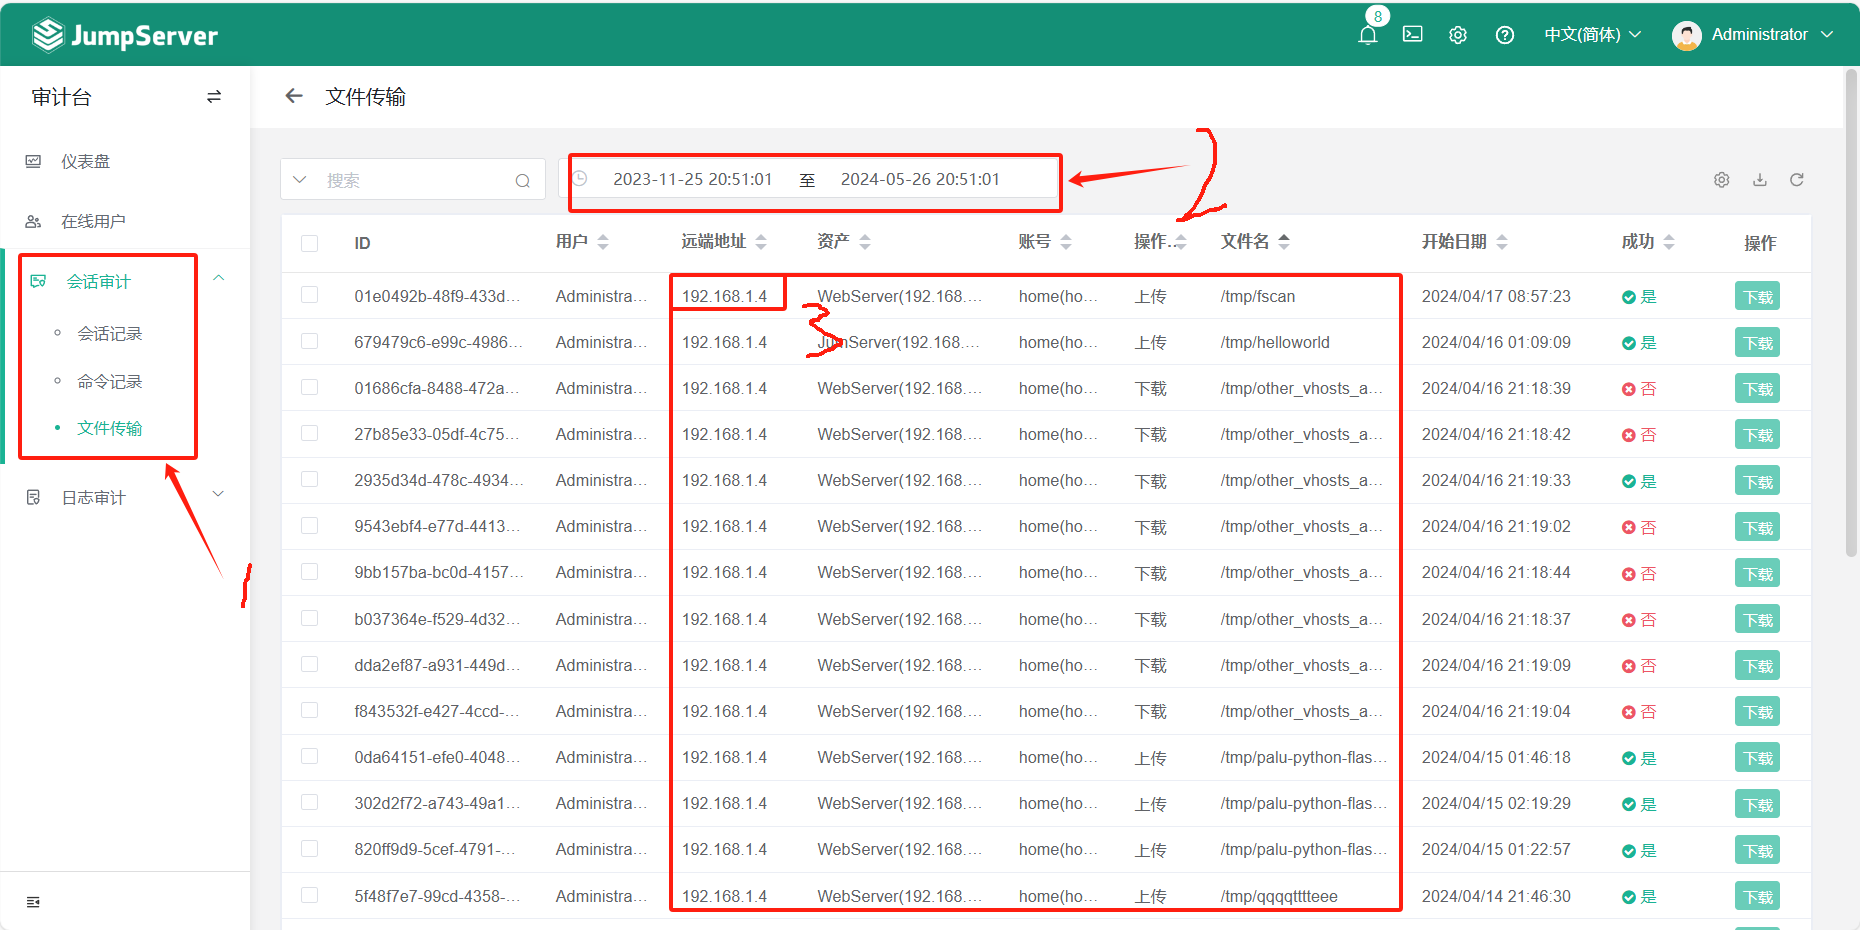 JumpServer
8
中文(简体)
Administrator
审计台
文件传输
仪表盘
在线用户
会话审计
会话记录
命令记录
文件传输
日志审计
搜索
2023-11-25 20:51:01 至 2024-05-26 20:51:01
1
2
3
ID 用户 远端地址 资产 账号 操作... 文件名 开始日期 成功 操作
01e0492b-48f9-433d... Administra... 192.168.1.4 WebServer(192.168.... home(ho... 上传 /tmp/fscan 2024/04/17 08:57:23 是 下载
679479c6-e99c-4986... Administra... 192.168.1.4 JumServer(192.168.... home(ho... 上传 /tmp/helloworld 2024/04/16 01:09:09 是 下载
01686cfa-8488-472a... Administra... 192.168.1.4 WebServer(192.168.... home(ho... 下载 /tmp/other_vhosts_a... 2024/04/16 21:18:39 否 下载
27b85e33-05df-4c75... Administra... 192.168.1.4 WebServer(192.168.... home(ho... 下载 /tmp/other_vhosts_a... 2024/04/16 21:18:42 否 下载
2935d34d-478c-4934... Administra... 192.168.1.4 WebServer(192.168.... home(ho... 下载 /tmp/other_vhosts_a... 2024/04/16 21:19:33 是 下载
9543ebf4-e77d-4413... Administra... 192.168.1.4 WebServer(192.168.... home(ho... 下载 /tmp/other_vhosts_a... 2024/04/16 21:19:02 否 下载
9bb157ba-bc0d-4157... Administra... 192.168.1.4 WebServer(192.168.... home(ho... 下载 /tmp/other_vhosts_a... 2024/04/16 21:18:44 否 下载
b037364e-f529-4d32... Administra... 192.168.1.4 WebServer(192.168.... home(ho... 下载 /tmp/other_vhosts_a... 2024/04/16 21:18:37 否 下载
dda2ef87-a931-449d... Administra... 192.168.1.4 WebServer(192.168.... home(ho... 下载 /tmp/other_vhosts_a... 2024/04/16 21:19:09 否 下载
f843532f-e427-4ccd-... Administra... 192.168.1.4 WebServer(192.168.... home(ho... 下载 /tmp/other_vhosts_a... 2024/04/16 21:19:04 否 下载
0da64151-efe0-4048... Administra... 192.168.1.4 WebServer(192.168.... home(ho... 上传 /tmp/palu-python-flas... 2024/04/15 01:46:18 是 下载
302d2f72-a743-49a1... Administra... 192.168.1.4 WebServer(192.168.... home(ho... 上传 /tmp/palu-python-flas... 2024/04/15 02:19:29 是 下载
820ff9d9-5cef-4791-... Administra... 192.168.1.4 WebServer(192.168.... home(ho... 上传 /tmp/palu-python-flas... 2024/04/15 01:22:57 是 下载
5f48f7e7-99cd-4358-... Administra... 192.168.1.4 WebServer(192.168.... home(ho... 上传 /tmp/qqqqtttteee 2024/04/14 21:46:30 是 下载